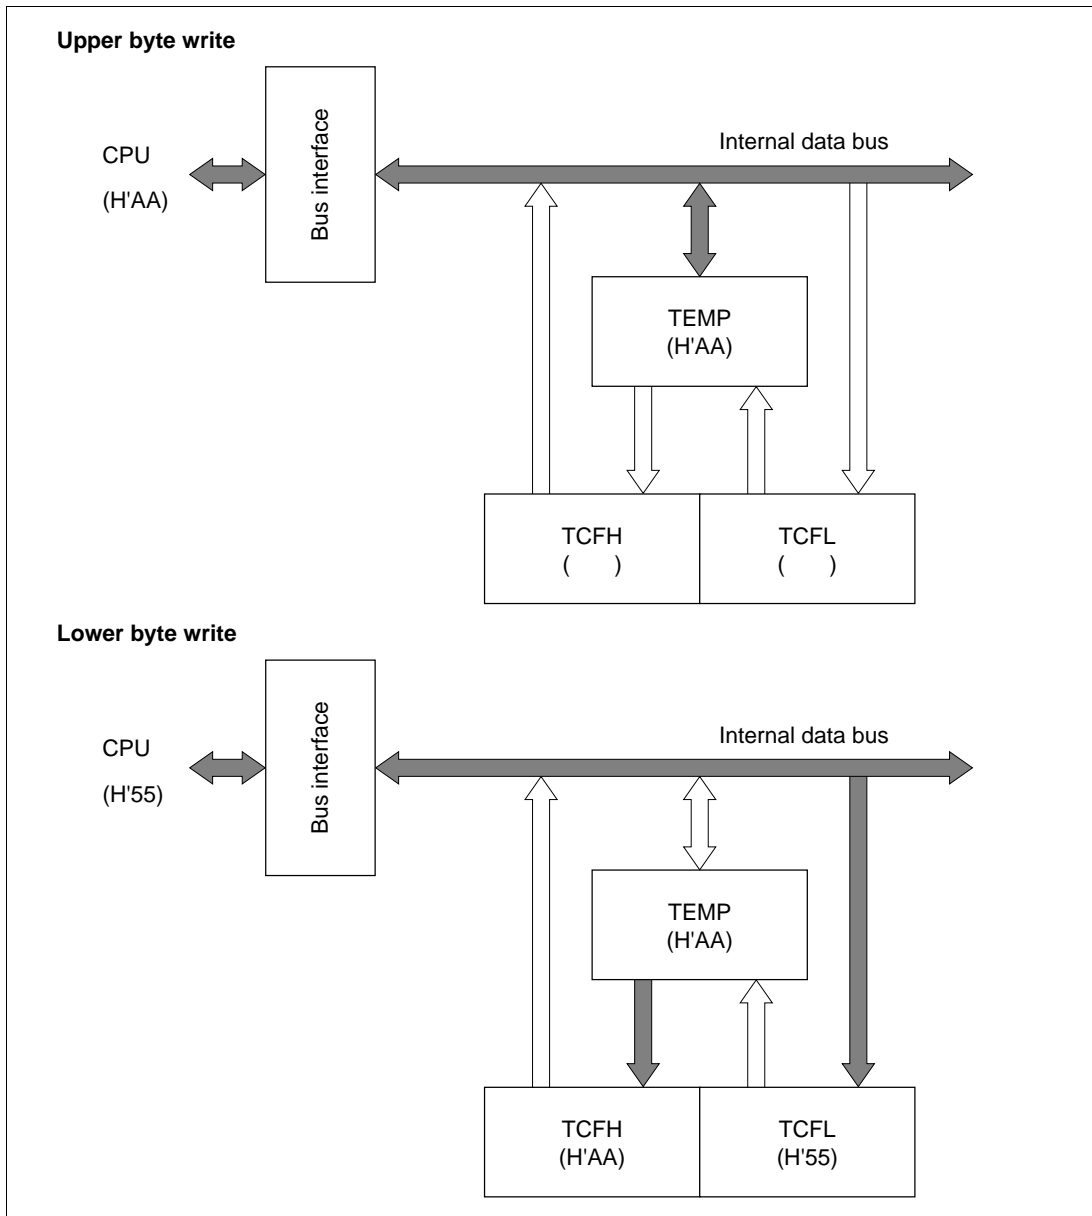 Upper byte write
CPU
(H'AA)
Bus interface
Internal data bus
TEMP
(H'AA)
TCFH
(      )
TCFL
(      )
Lower byte write
CPU
(H'55)
Bus interface
Internal data bus
TEMP
(H'AA)
TCFH
(H'AA)
TCFL
(H'55)